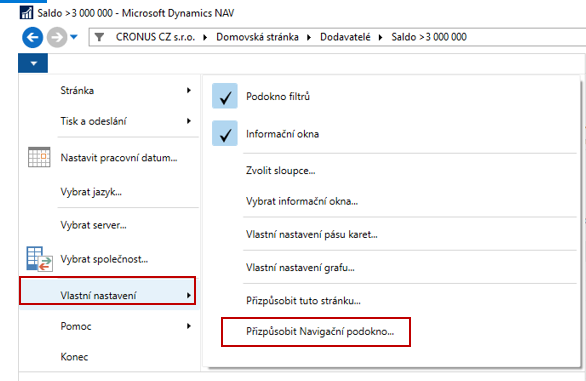 Saldo >3 000 000 - Microsoft Dynamics NAV
CRONUS CZ s.r.o. Domovská stránka Dodavatelé Saldo >3 000 000
Stránka
Tisk a odeslání
Nastavit pracovní datum...
Vybrat jazyk...
Vybrat server...
Vybrat společnost...
Vlastní nastavení
Pomoc
Konec
Podokno filtrů
Informační okna
Zvolit sloupce...
Vybrat informační okna...
Vlastní nastavení pásu karet...
Vlastní nastavení grafu...
Přizpůsobit tuto stránku...
Přizpůsobit Navigační podokno...